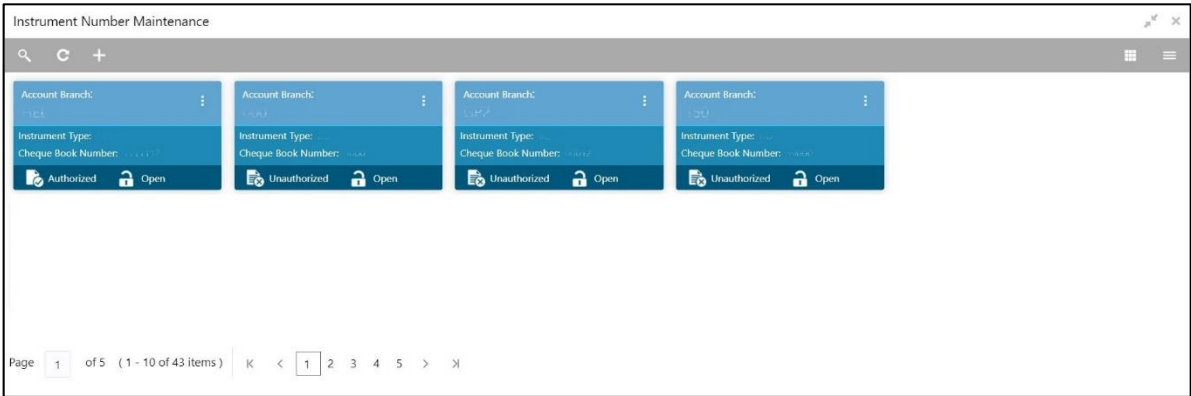 Instrument Number Maintenance
Account Branch:
Instrument Type:
Cheque Book Number:
Authorized Open
Account Branch:
Instrument Type:
Cheque Book Number:
Unauthorized Open
Account Branch:
Instrument Type:
Cheque Book Number:
Unauthorized Open
Account Branch:
Instrument Type:
Cheque Book Number:
Unauthorized Open
Page 1 of 5 ( 1 - 10 of 43 items ) 1 2 3 4 5